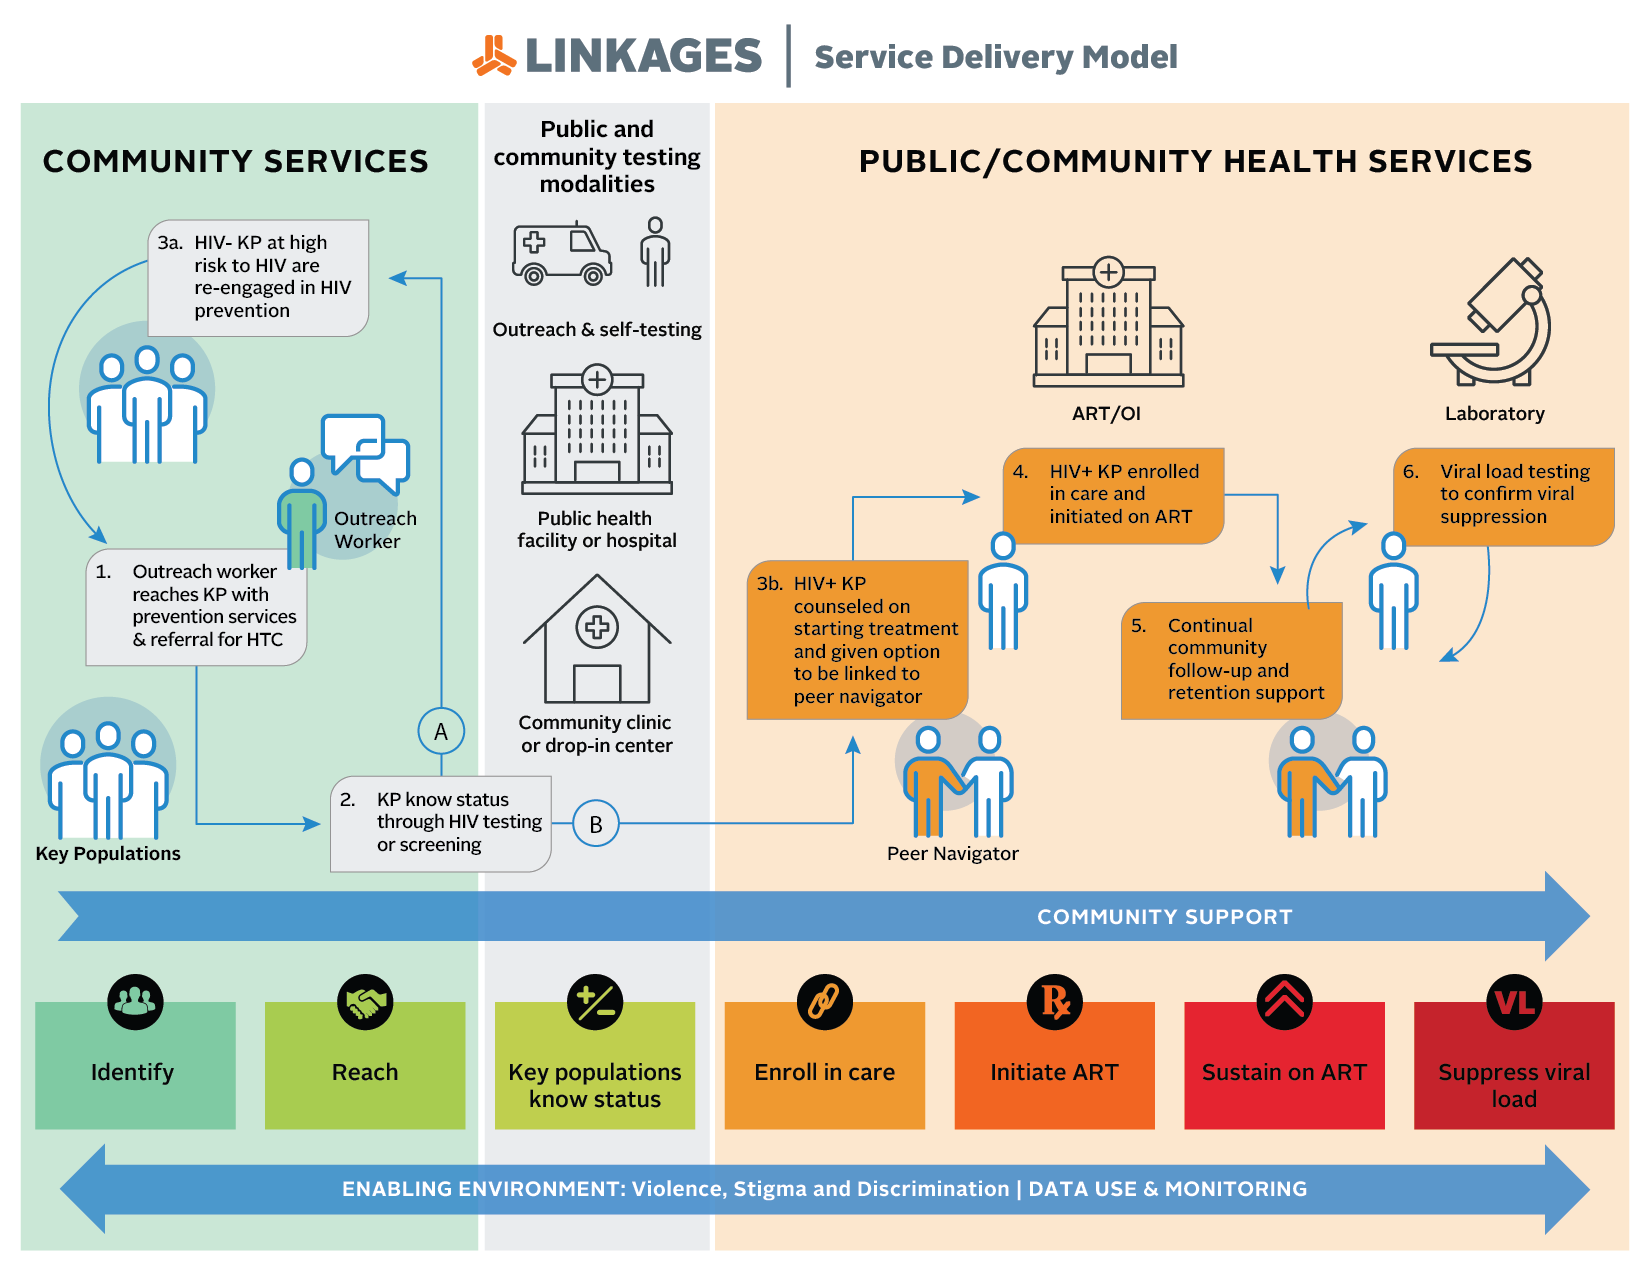 LINKAGES | Service Delivery Model
COMMUNITY SERVICES
3a. HIV- KP at high
risk to HIV are
re-engaged in HIV
prevention
Outreach
Worker
1. Outreach worker
reaches KP with
prevention services
& referral for HTC
Key Populations
A
2. KP know status
through HIV testing
or screening
B
Public and
community testing
modalities
Outreach & self-testing
Public health
facility or hospital
Community clinic
or drop-in center
PUBLIC/COMMUNITY HEALTH SERVICES
ART/OI
Laboratory
3b. HIV+ KP
counseled on
starting treatment
and given option
to be linked to
peer navigator
Peer Navigator
4. HIV+ KP enrolled
in care and
initiated on ART
5. Continual
community
follow-up and
retention support
6. Viral load testing
to confirm viral
suppression
COMMUNITY SUPPORT
Identify
Reach
Key populations
know status
Enroll in care
Rx
Initiate ART
Sustain on ART
VL
Suppress viral
load
ENABLING ENVIRONMENT: Violence, Stigma and Discrimination | DATA USE & MONITORING